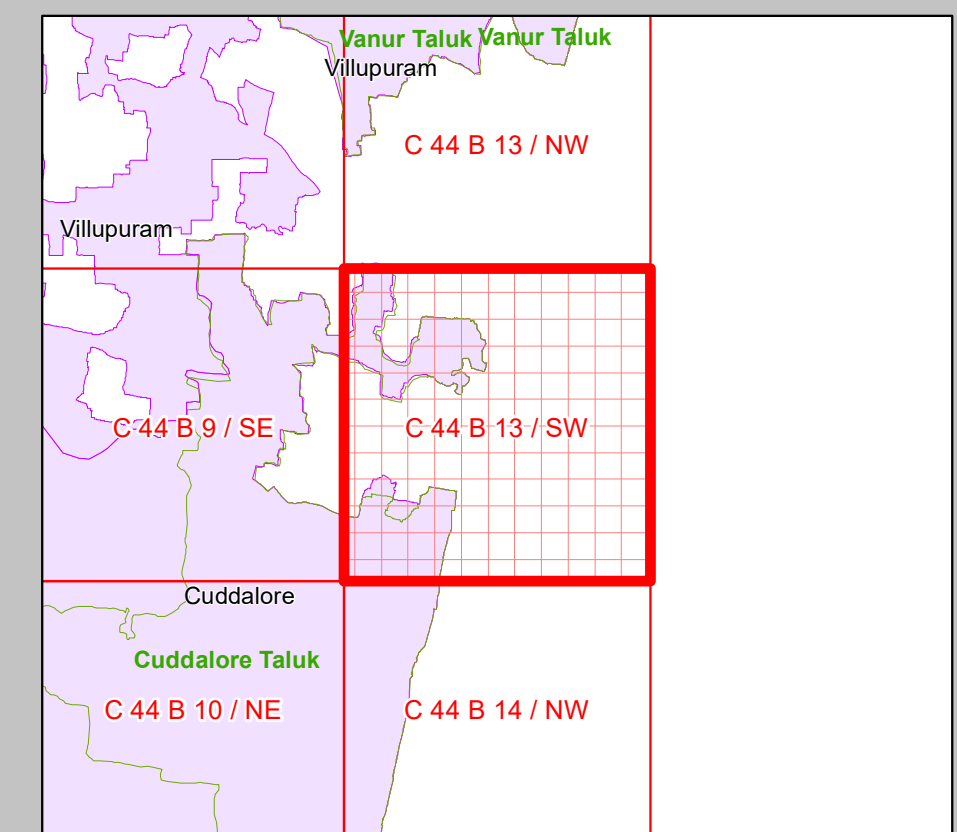 Vanur Taluk Vanur Taluk
Villupuram
C 44 B 13 / NW
Villupuram
C 44 B 9 / SE
C 44 B 13 / SW
Cuddalore
Cuddalore Taluk
C 44 B 10 / NE
C 44 B 14 / NW